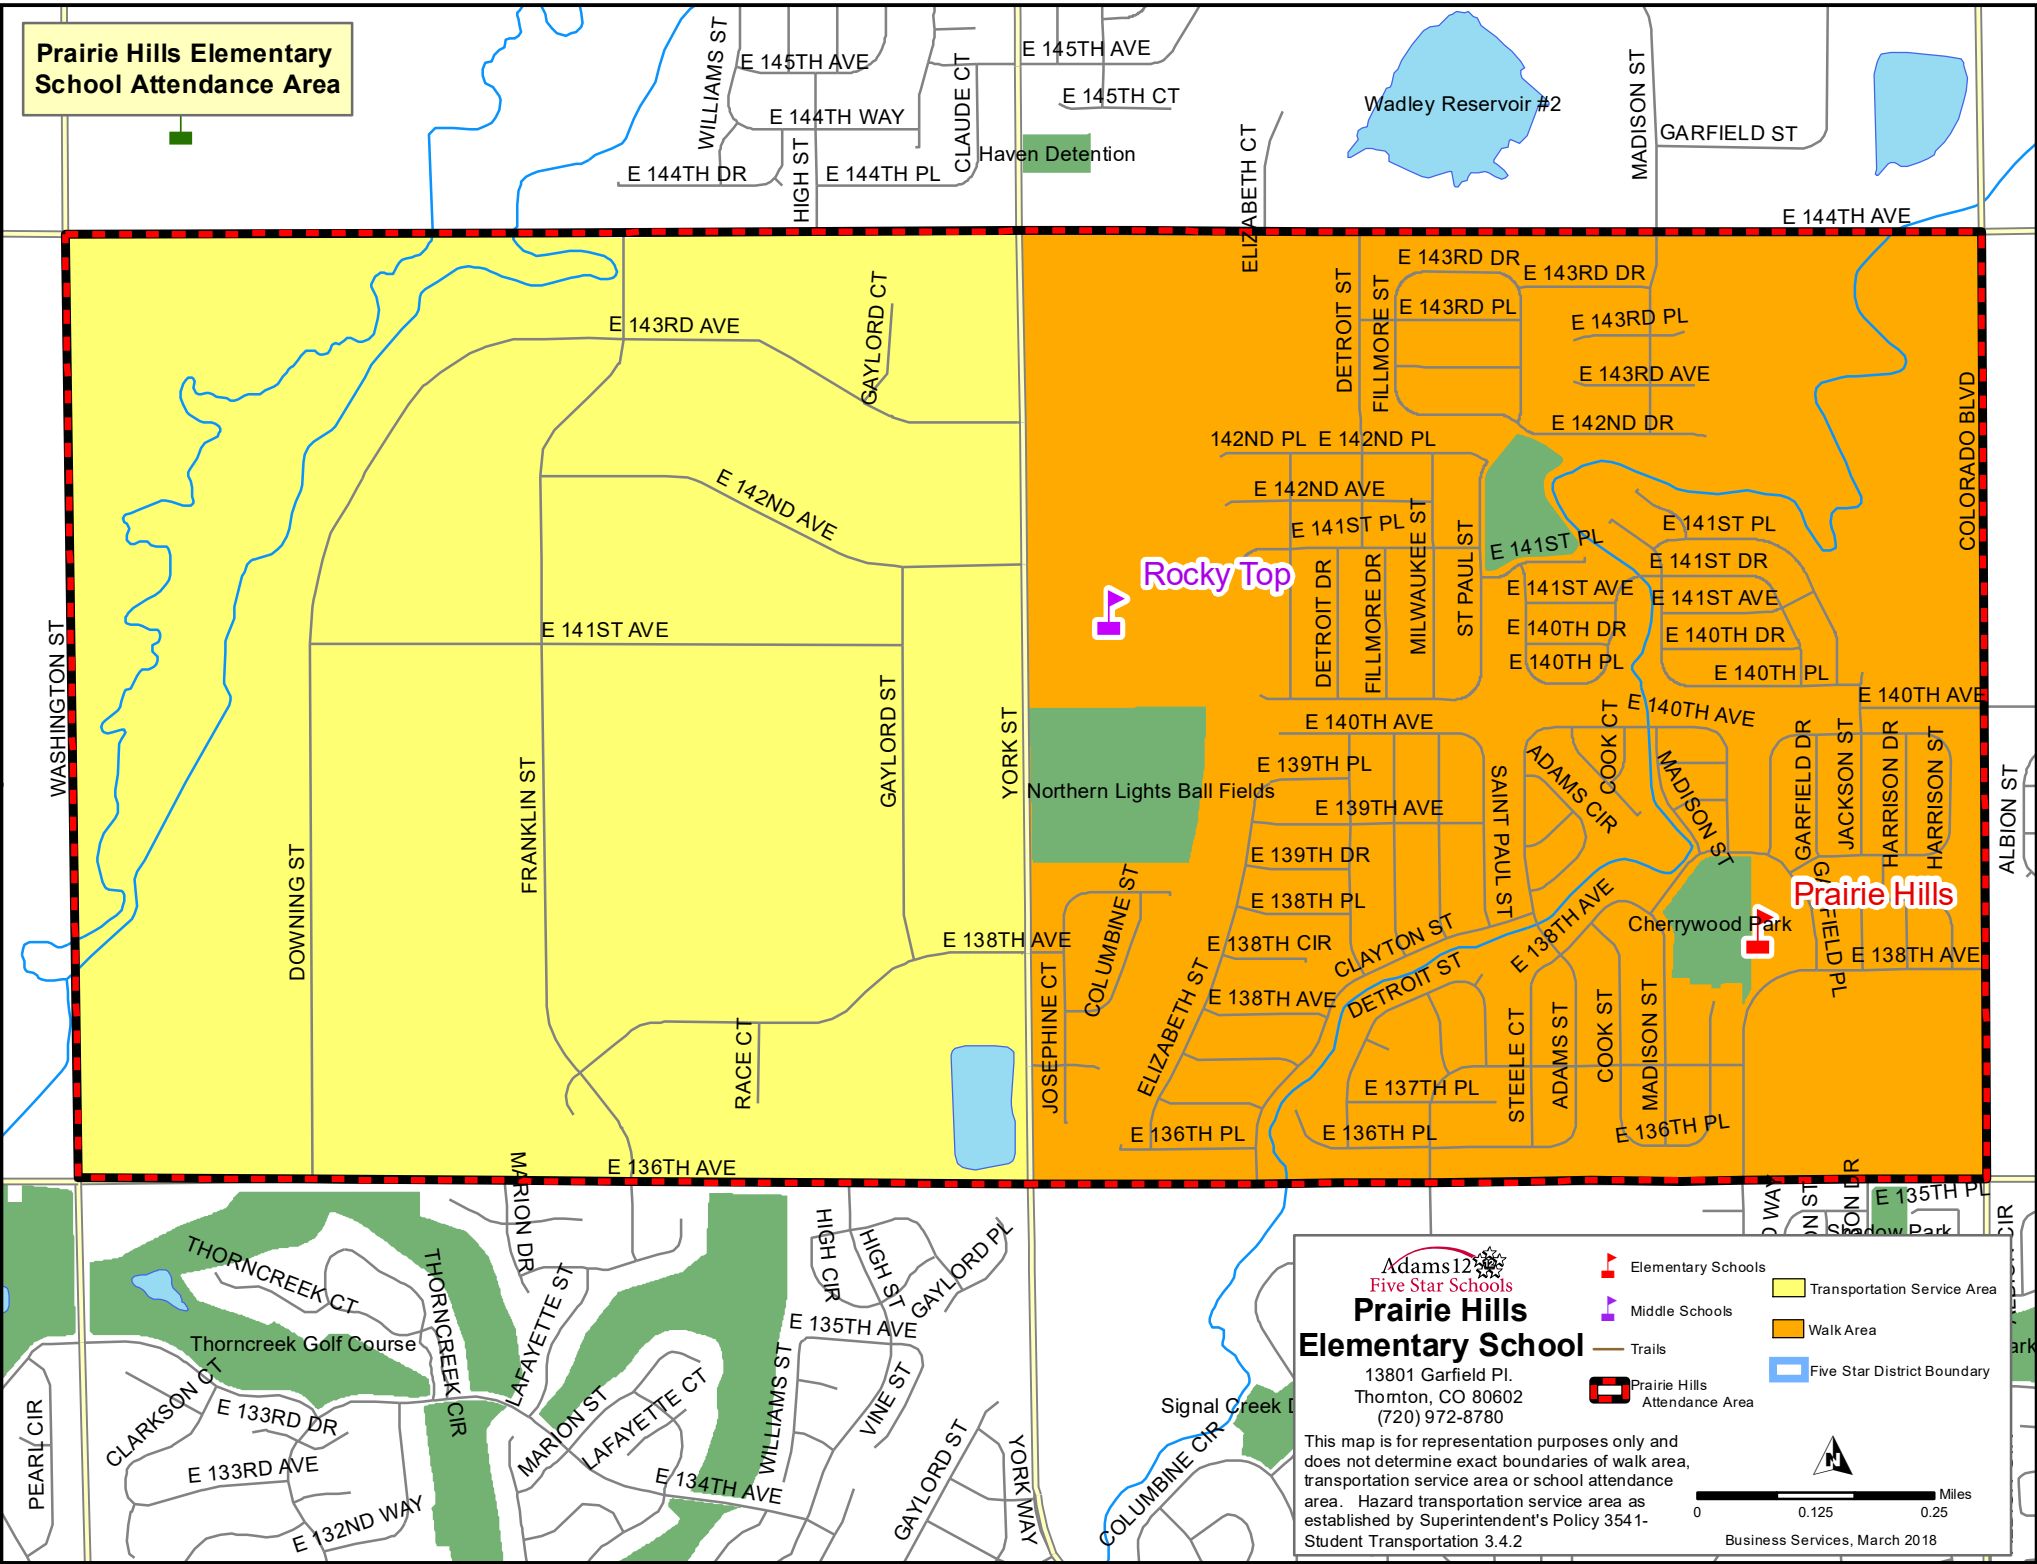 Prairie Hills Elementary
School Attendance Area
WILLIAMS ST
E 145TH AVE
E 144TH WAY
HIGH ST
E 144TH DR
E 144TH PL
CLAUDE CT
E 145TH AVE
E 145TH CT
Haven Detention
ELIZABETH CT
Wadley Reservoir #2
MADISON ST
GARFIELD ST
E 144TH AVE
E 143RD AVE
GAYLORD CT
DETROIT ST
FILLMORE ST
E 143RD DR
E 143RD DR
E 143RD PL
E 143RD PL
E 143RD AVE
E 142ND DR
COLORADO BLVD
142ND PL
E 142ND PL
E 142ND AVE
E 142ND AVE
E 141ST PL
MILWAUKEE ST
ST PAUL ST
E 141ST PL
E 141ST PL
E 141ST DR
Rocky Top
DETROIT DR
FILLMORE DR
E 141ST AVE
E 141ST AVE
E 141ST AVE
E 140TH DR
E 140TH DR
E 140TH PL
E 140TH PL
WASHINGTON ST
GAYLORD ST
YORK ST
E 140TH AVE
E 140TH AVE
E 140TH AVE
COOK CT
Northern Lights Ball Fields
E 139TH PL
E 139TH AVE
E 139TH DR
SAINT PAUL ST
ADAMS CIR
MADISON ST
GARFIELD DR
JACKSON ST
HARRISON DR
HARRISON ST
ALBION ST
FRANKLIN ST
DOWNING ST
COLUMBINE ST
E 138TH PL
E 138TH AVE
E 138TH CIR
CLAYTON ST
DETROIT ST
E 138TH AVE
Cherrywood Park
Prairie Hills
GARFIELD PL
E 138TH AVE
JOSEPHINE CT
ELIZABETH ST
E 138TH AVE
RACE CT
STEELE CT
ADAMS ST
COOK ST
MADISON ST
E 137TH PL
E 136TH PL
E 136TH PL
E 136TH PL
E 136TH AVE
MARION DR
E 135TH PL
THORNCREEK CT
THORNCREEK CIR
LAFAYETTE ST
HIGH CIR
HIGH ST
GAYLORD PL
E 135TH AVE
Thorncreek Golf Course
CLARKSON CT
E 133RD DR
E 133RD AVE
E 132ND WAY
PEARL CIR
MARION ST
LAFAYETTE CT
WILLIAMS ST
VINE ST
E 134TH AVE
GAYLORD ST
YORK WAY
Signal Creek
COLUMBINE CIR
Adams12
Five Star Schools
Prairie Hills
Elementary School
13801 Garfield Pl.
Thornton, CO 80602
(720) 972-8780
This map is for representation purposes only and
does not determine exact boundaries of walk area,
transportation service area or school attendance
area. Hazard transportation service area as
established by Superintendent's Policy 3541-
Student Transportation 3.4.2
Elementary Schools
Middle Schools
Trails
Prairie Hills
Attendance Area
Transportation Service Area
Walk Area
Five Star District Boundary
N
Miles
0 0.125 0.25
Business Services, March 2018